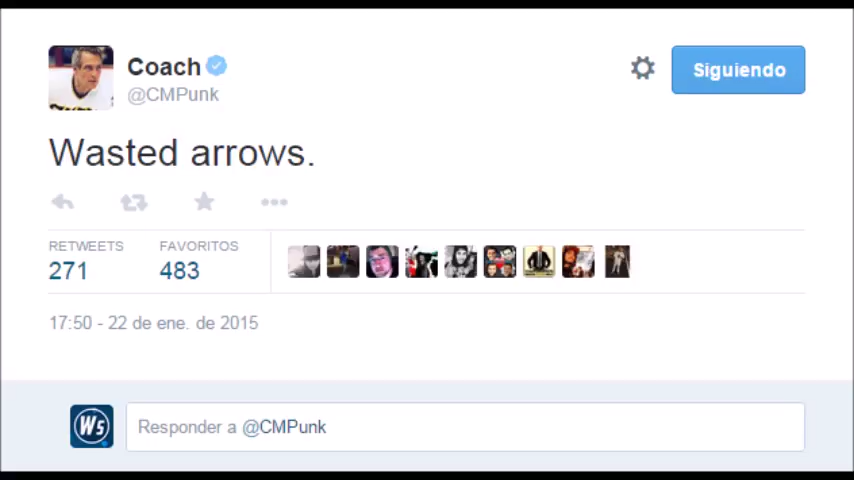 Coach
@CMPunk
Siguiendo
Wasted arrows.
RETWEETS FAVORITOS
271 483
17:50 - 22 de ene. de 2015
W5
Responder a @CMPunk